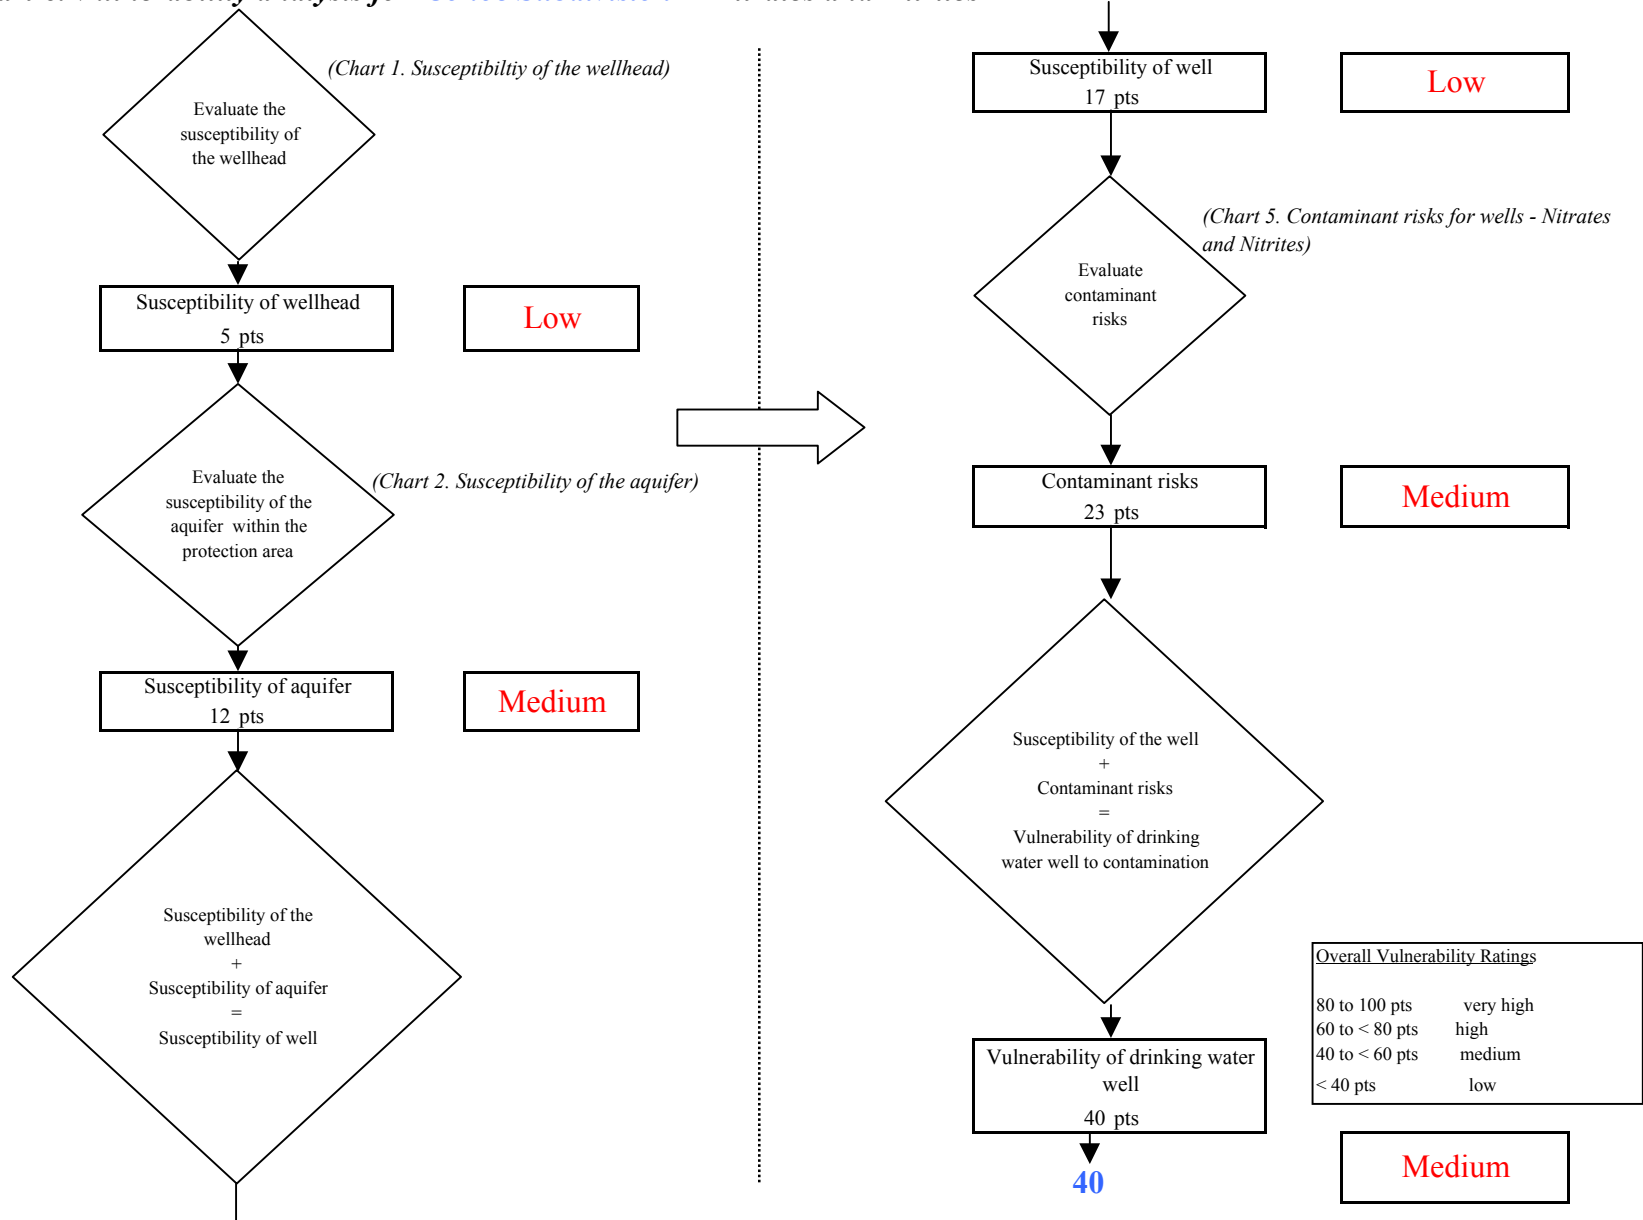 (Chart 1. Susceptibiltiy of the wellhead)
Evaluate the
susceptibility of
the wellhead
Susceptibility of wellhead
5 pts
Low
Evaluate the
susceptibility of the
aquifer within the
protection area
(Chart 2. Susceptibility of the aquifer)
Susceptibility of aquifer
12 pts
Medium
Susceptibility of the
wellhead
+
Susceptibility of aquifer
=
Susceptibility of well
Susceptibility of well
17 pts
Low
(Chart 5. Contaminant risks for wells - Nitrates
and Nitrites)
Evaluate
contaminant
risks
Contaminant risks
23 pts
Medium
Susceptibility of the well
+
Contaminant risks
=
Vulnerability of drinking
water well to contamination
Vulnerability of drinking water
well
40 pts
40
Overall Vulnerability Ratings
80 to 100 pts very high
60 to < 80 pts high
40 to < 60 pts medium
< 40 pts low
Medium